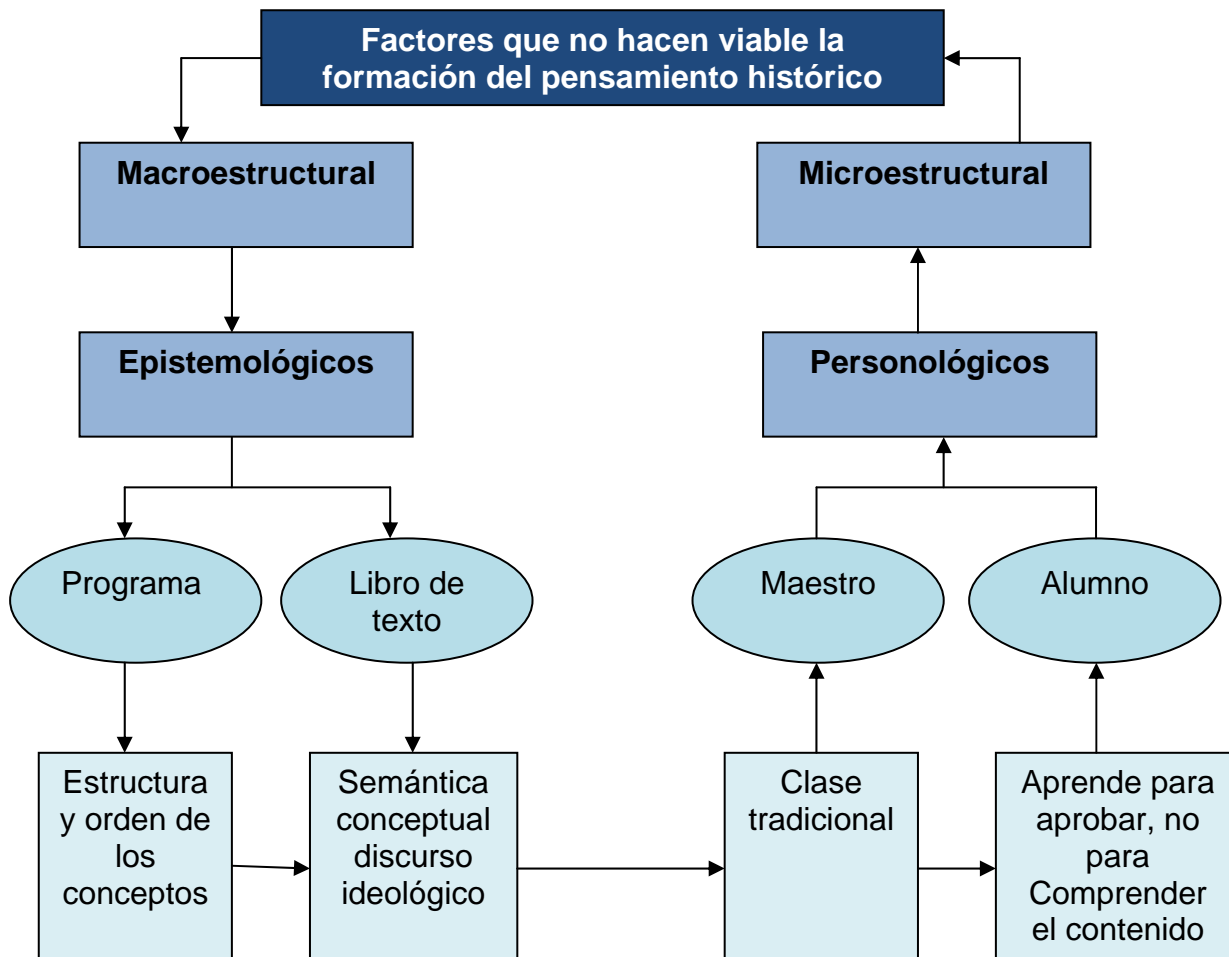 Factores que no hacen viable la
formación del pensamiento histórico
Macroestructural
Microestructural
Epistemológicos
Personológicos
Programa
Libro de
texto
Maestro
Alumno
Estructura
y orden de
los
conceptos
Semántica
conceptual
discurso
ideológico
Clase
tradicional
Aprende para
aprobar, no
para
Comprender
el contenido